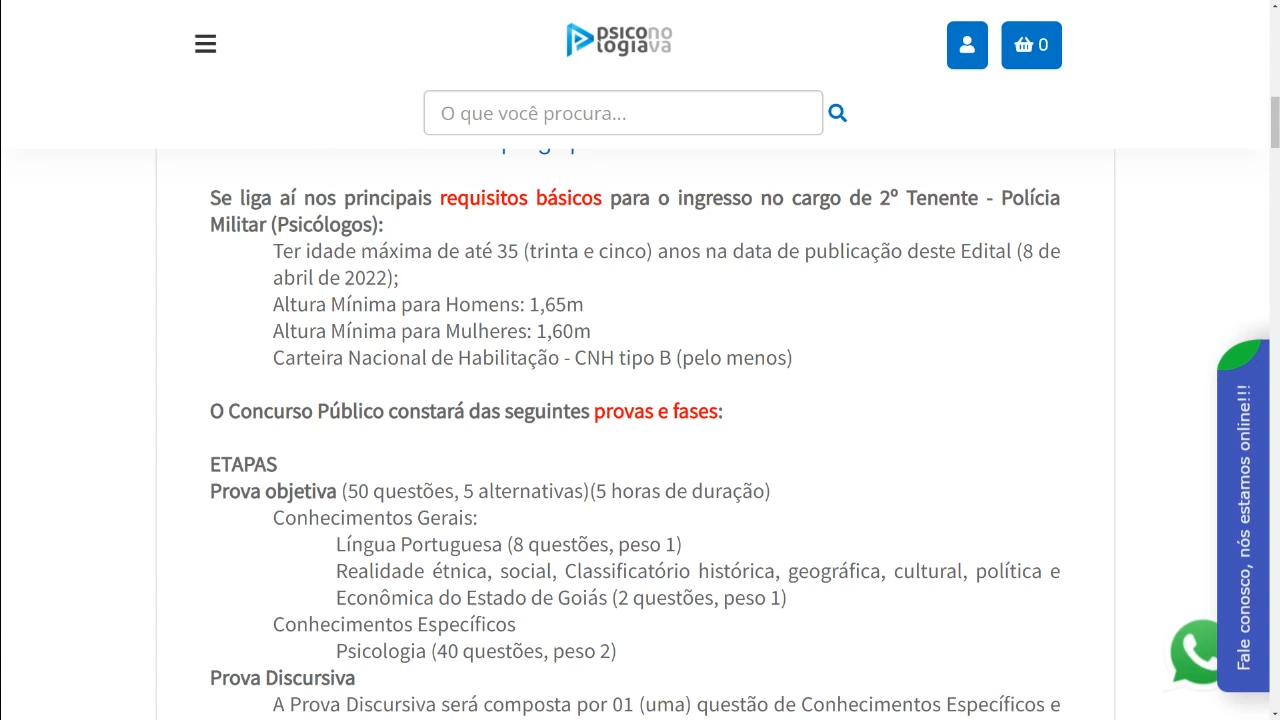 psicono
logiava
0
O que você procura...
Se liga aí nos principais requisitos básicos para o ingresso no cargo de 2º Tenente - Polícia
Militar (Psicólogos):
Ter idade máxima de até 35 (trinta e cinco) anos na data de publicação deste Edital (8 de
abril de 2022);
Altura Mínima para Homens: 1,65m
Altura Mínima para Mulheres: 1,60m
Carteira Nacional de Habilitação - CNH tipo B (pelo menos)
O Concurso Público constará das seguintes provas e fases:
ETAPAS
Prova objetiva (50 questões, 5 alternativas)(5 horas de duração)
Conhecimentos Gerais:
Língua Portuguesa (8 questões, peso 1)
Realidade étnica, social, Classificatório histórica, geográfica, cultural, política e
Econômica do Estado de Goiás (2 questões, peso 1)
Conhecimentos Específicos
Psicologia (40 questões, peso 2)
Prova Discursiva
A Prova Discursiva será composta por 01 (uma) questão de Conhecimentos Específicos e
Fale conosco, nós estamos online!!!